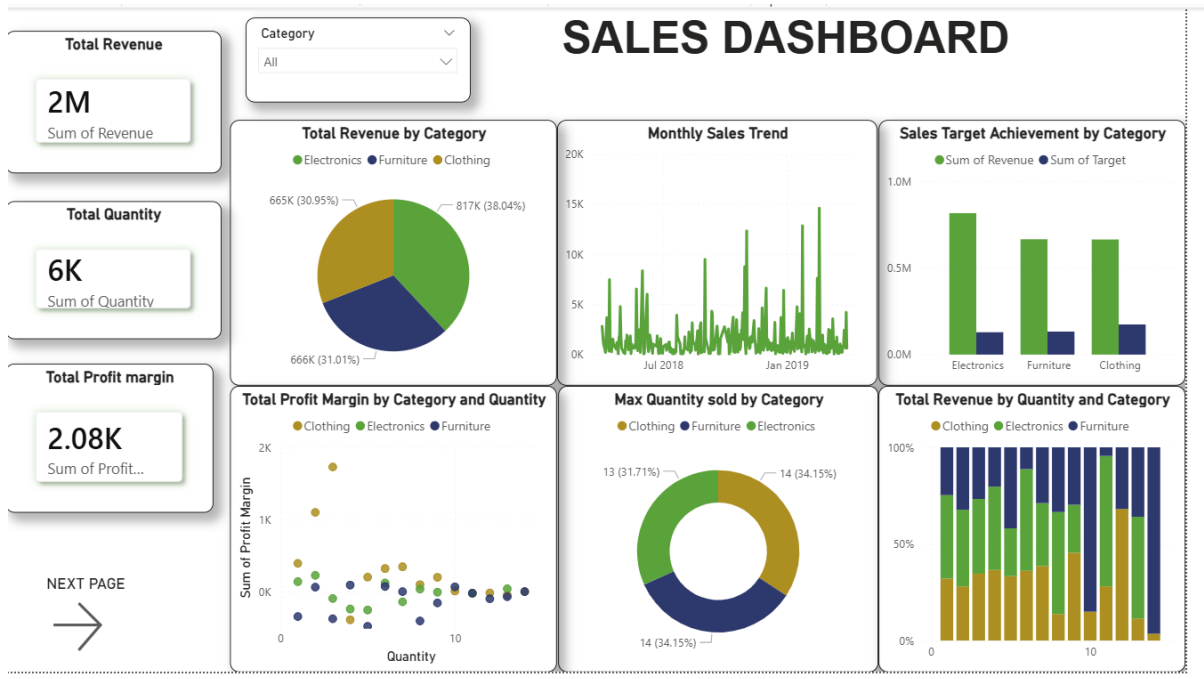 SALES DASHBOARD
Total Revenue
2M
Sum of Revenue
Category
All
Total Quantity
6K
Sum of Quantity
Total Profit margin
2.08K
Sum of Profit...
NEXT PAGE
Total Revenue by Category
Electronics Furniture Clothing
665K (30.95%)
817K (38.04%)
666K (31.01%)
Monthly Sales Trend
20K
15K
10K
5K
0K
Jul 2018 Jan 2019
Sales Target Achievement by Category
Sum of Revenue Sum of Target
1.0M
0.5M
0.0M
Electronics Furniture Clothing
Total Profit Margin by Category and Quantity
Clothing Electronics Furniture
Sum of Profit Margin
2K
1K
0K
0 10
Quantity
Max Quantity sold by Category
Clothing Furniture Electronics
13 (31.71%)
14 (34.15%)
14 (34.15%)
Total Revenue by Quantity and Category
Clothing Electronics Furniture
100%
50%
0%
0 10